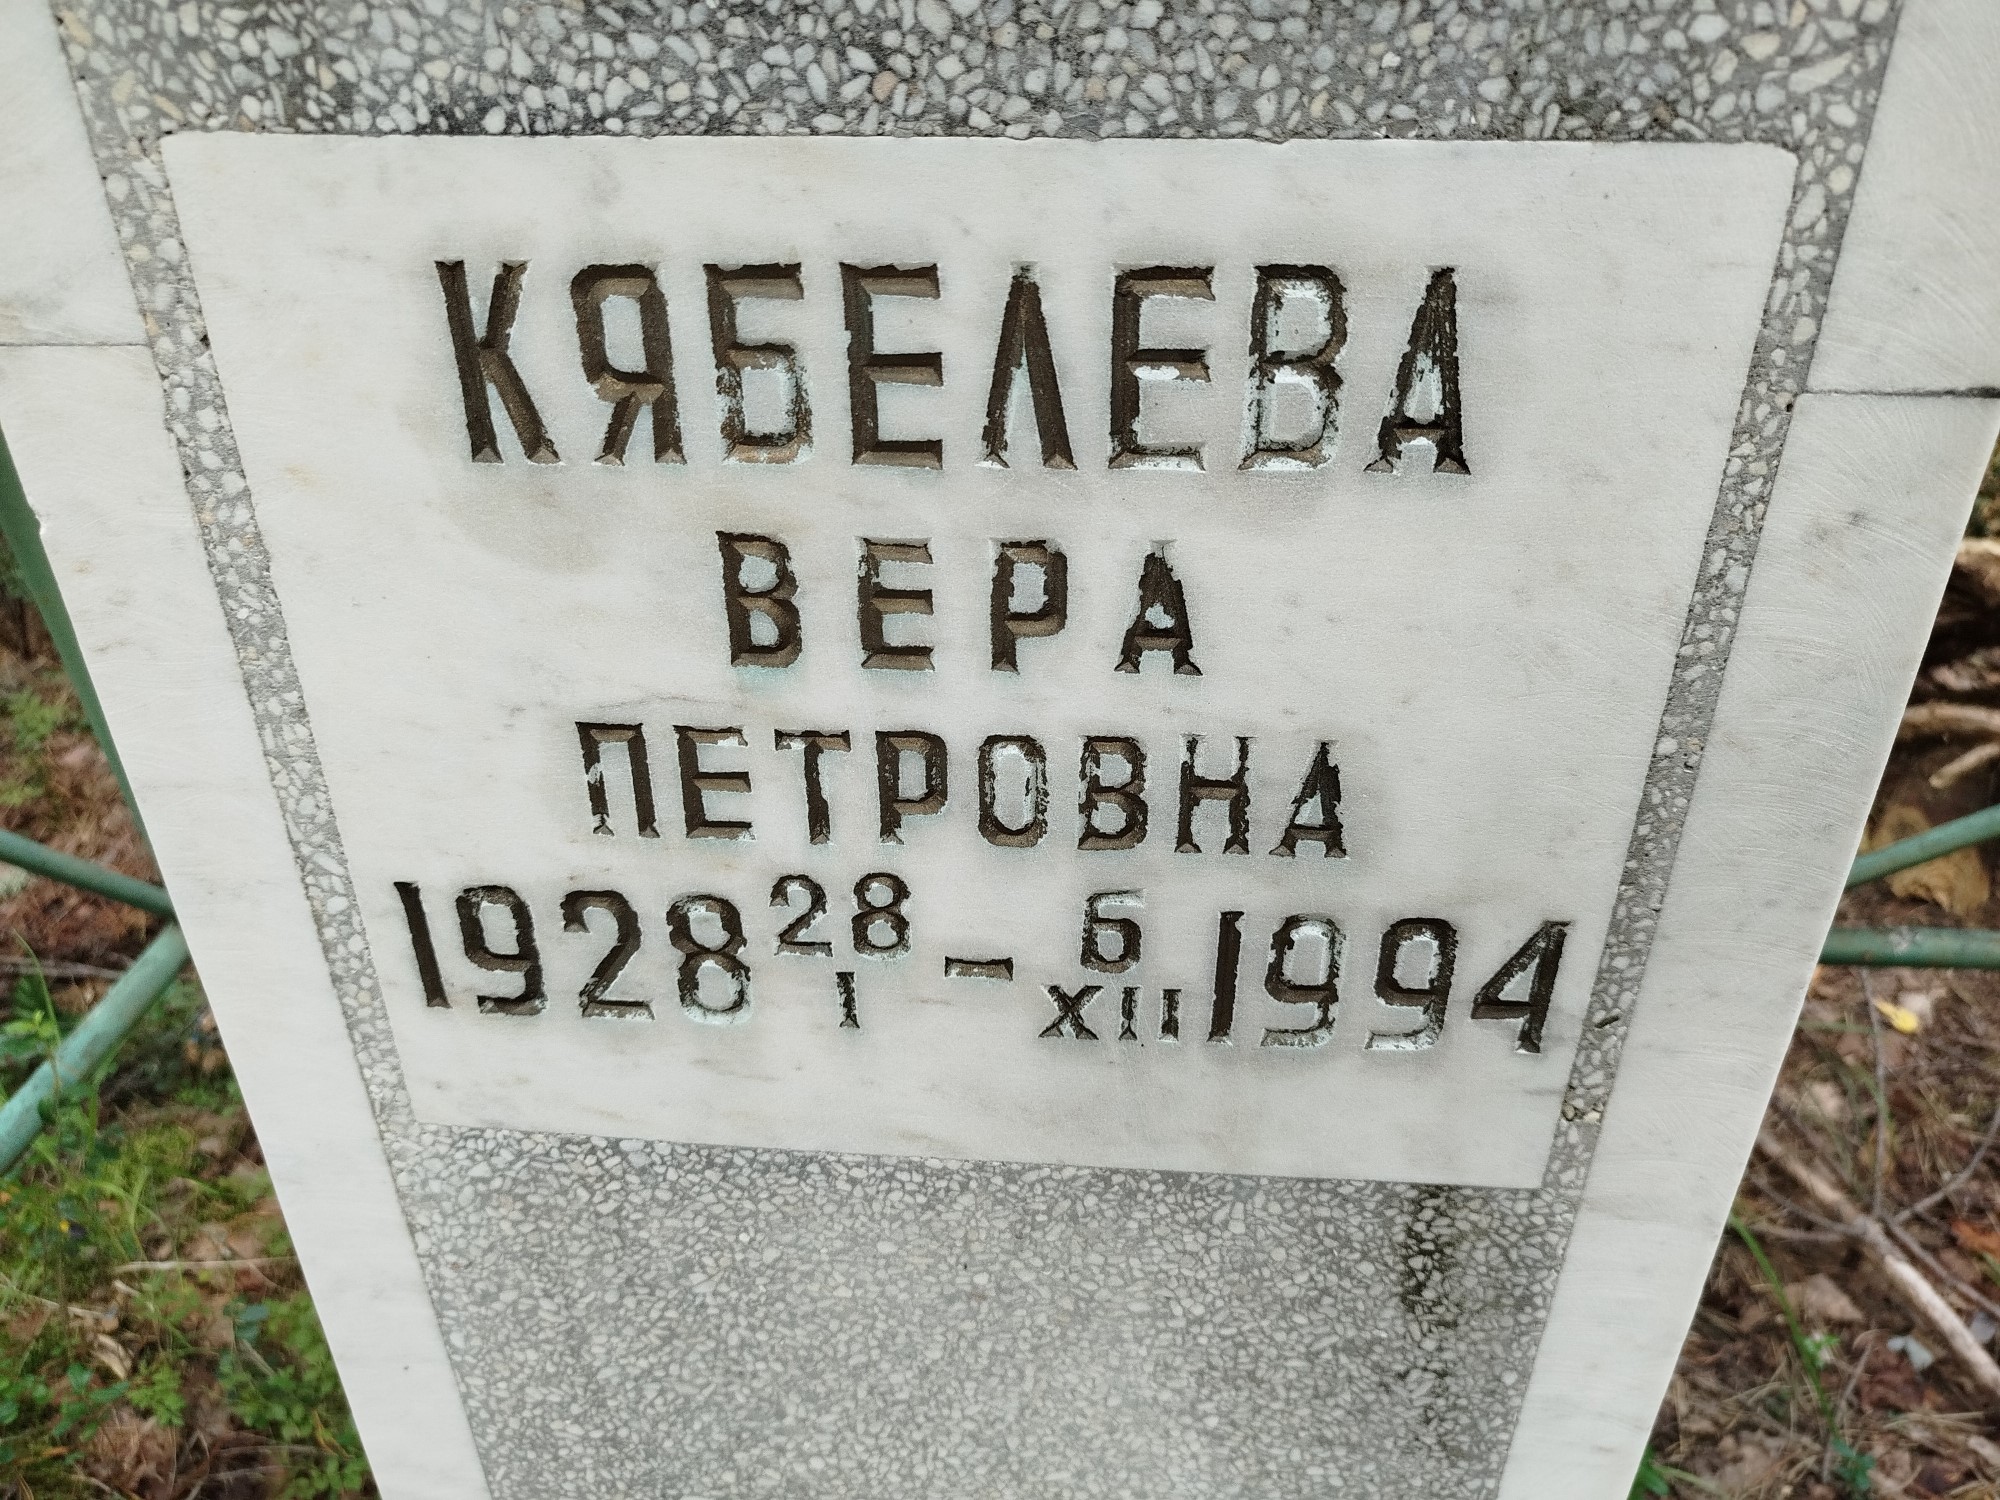 КЯБЕЛЕВА
ВЕРА
ПЕТРОВНА
1928 28/I – 6/XII 1994